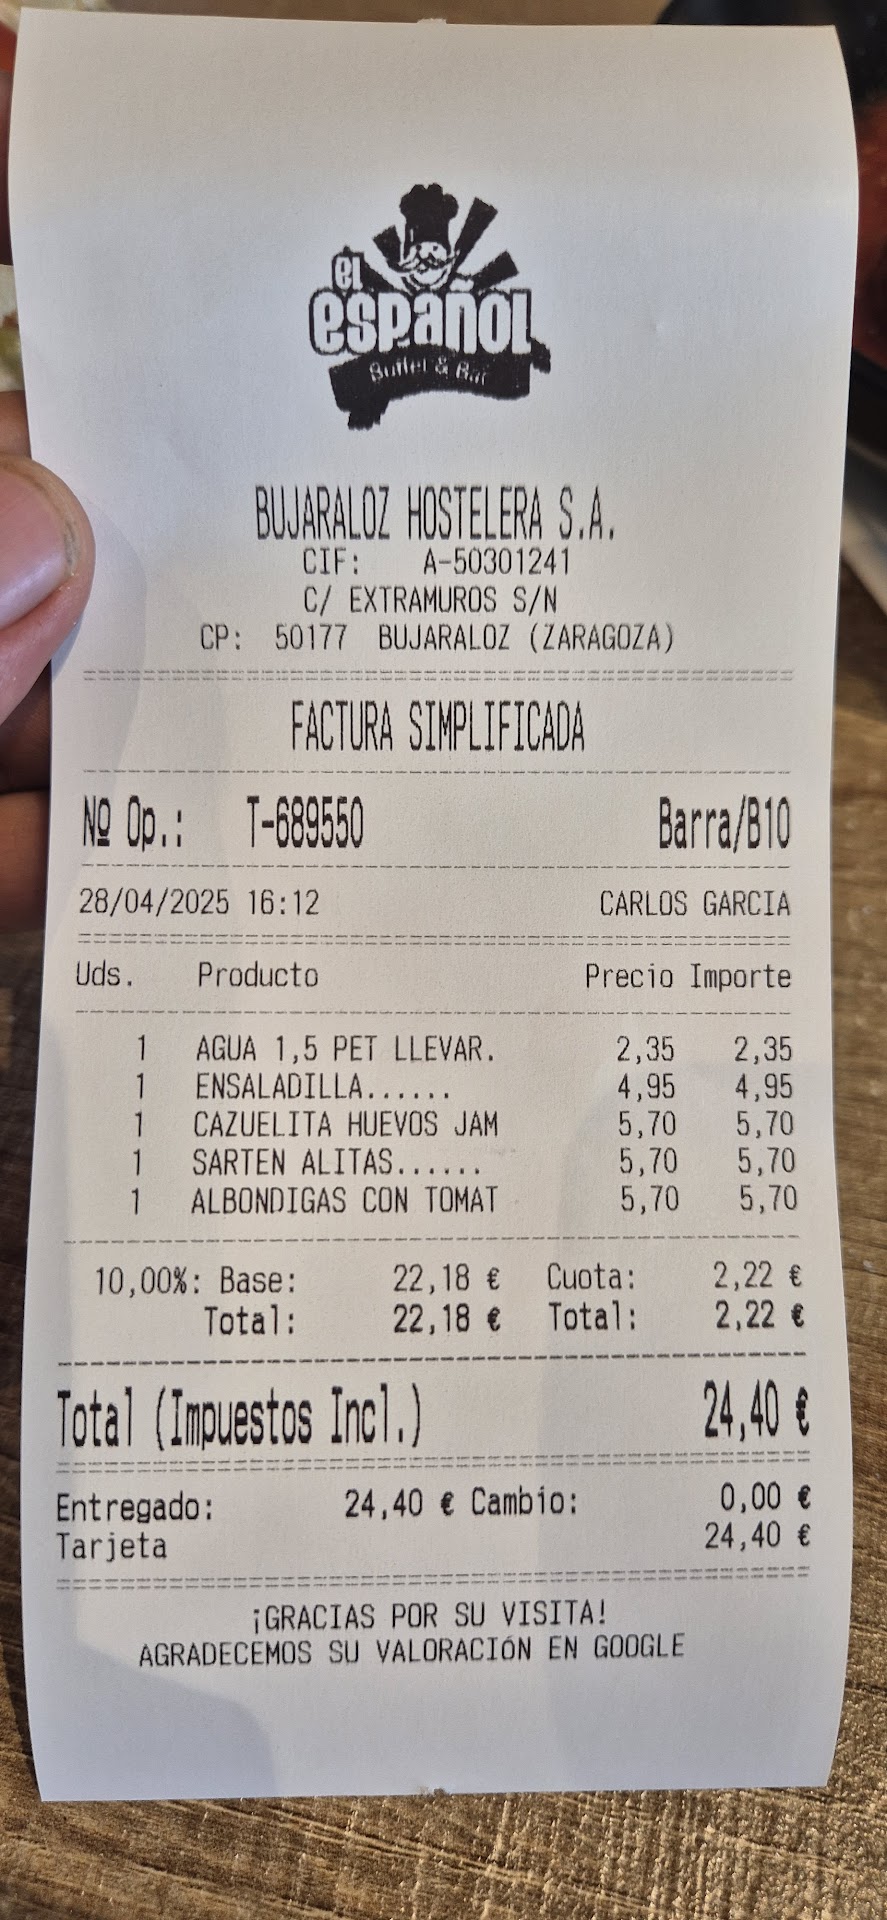 el
español
Buffet & Bar
BUJARALOZ HOSTELERA S.A.
CIF: A-50301241
C/ EXTRAMUROS S/N
CP: 50177 BUJARALOZ (ZARAGOZA)
FACTURA SIMPLIFICADA
Nº Op.: T-689550 Barra/B10
28/04/2025 16:12 CARLOS GARCIA
Uds. Producto Precio Importe
1 AGUA 1,5 PET LLEVAR. 2,35 2,35
1 ENSALADILLA...... 4,95 4,95
1 CAZUELITA HUEVOS JAM 5,70 5,70
1 SARTEN ALITAS...... 5,70 5,70
1 ALBONDIGAS CON TOMAT 5,70 5,70
10,00%: Base: 22,18 € Cuota: 2,22 €
Total: 22,18 € Total: 2,22 €
Total (Impuestos Incl.) 24,40 €
Entregado: 24,40 € Cambio: 0,00 €
Tarjeta 24,40 €
¡GRACIAS POR SU VISITA!
AGRADECEMOS SU VALORACIÓN EN GOOGLE